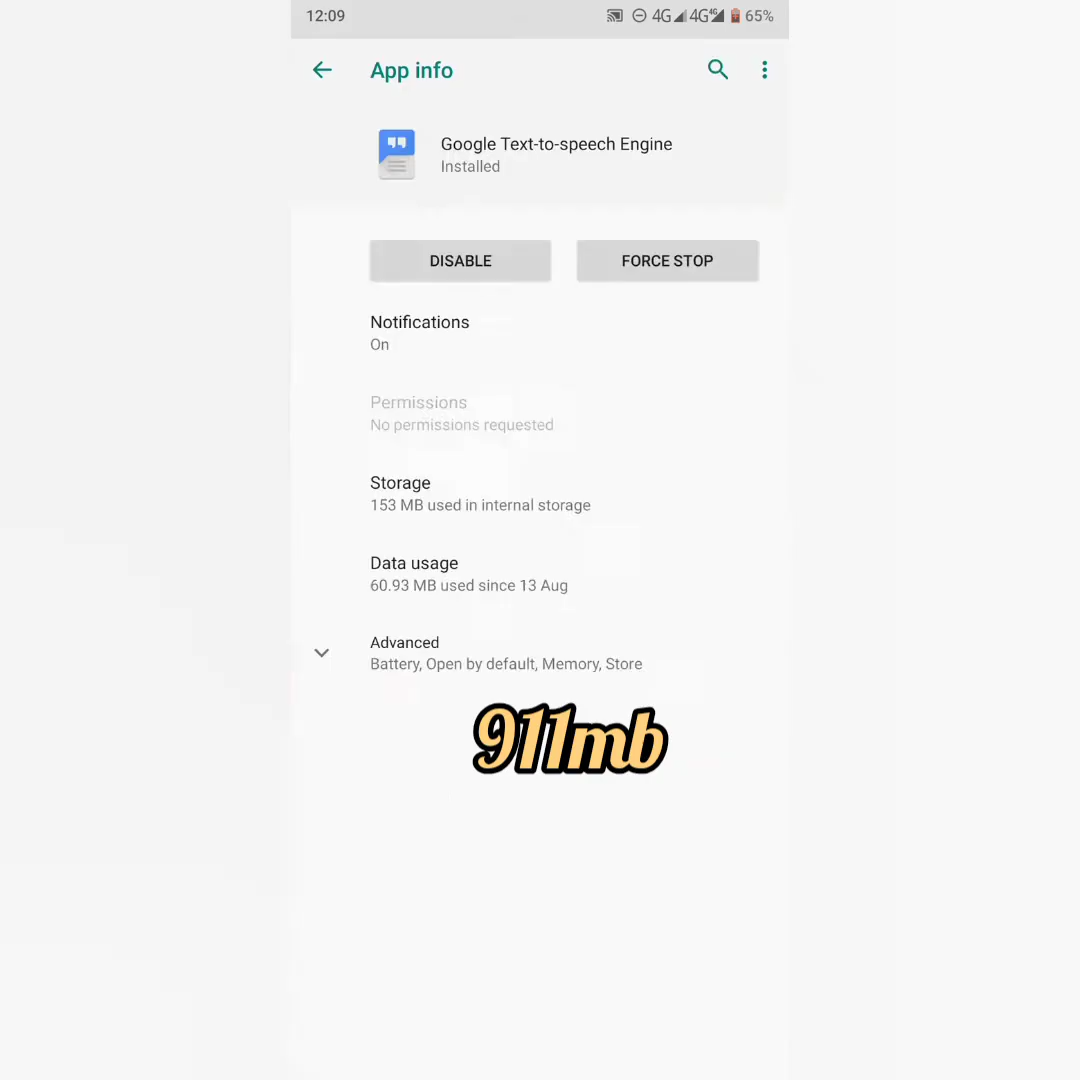 12:09 4G 4G 65%
App info
Google Text-to-speech Engine
Installed
DISABLE FORCE STOP
Notifications
On
Permissions
No permissions requested
Storage
153 MB used in internal storage
Data usage
60.93 MB used since 13 Aug
Advanced
Battery, Open by default, Memory, Store
911mb